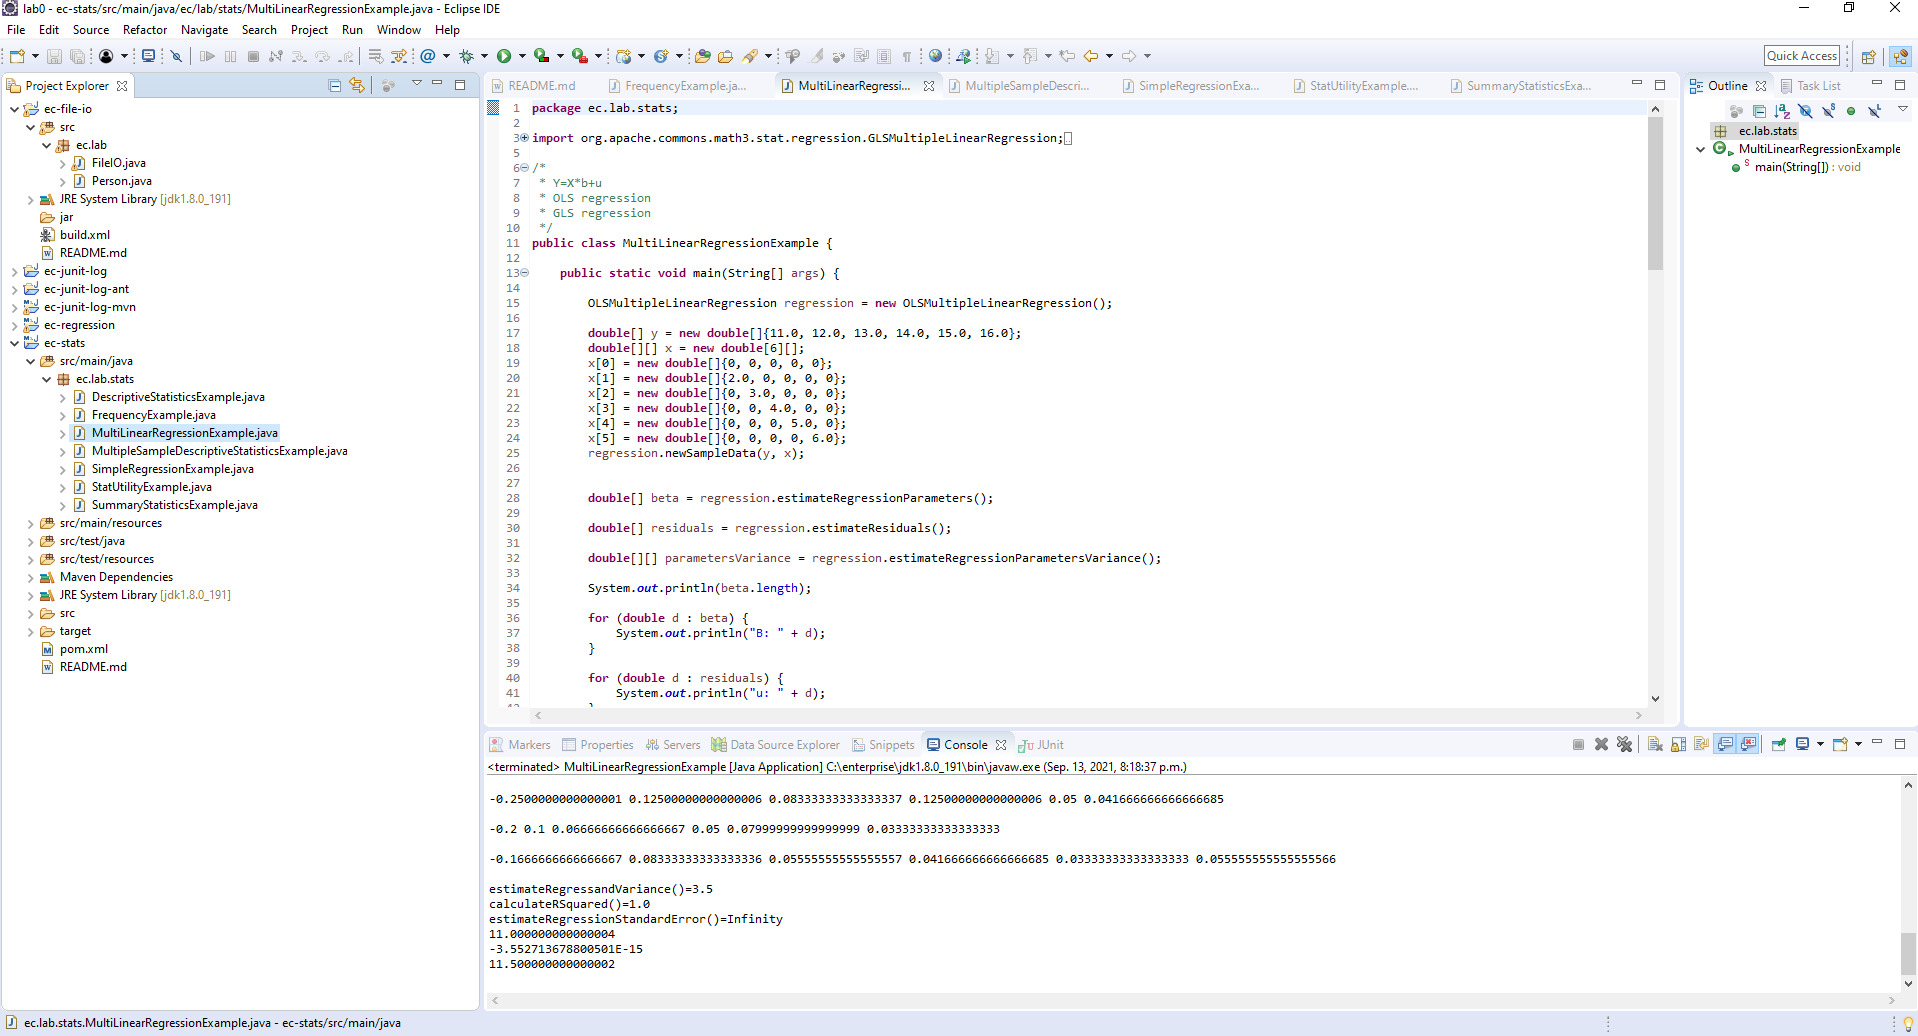 lab0 - ec-stats/src/main/java/ec/lab/stats/MultiLinearRegressionExample.java - Eclipse IDE
File Edit Source Refactor Navigate Search Project Run Window Help
Quick Access
Project Explorer
ec-file-io
src
ec.lab
FileIO.java
Person.java
JRE System Library [jdk1.8.0_191]
jar
build.xml
README.md
ec-junit-log
ec-junit-log-ant
ec-junit-log-mvn
ec-regression
ec-stats
src/main/java
ec.lab.stats
DescriptiveStatisticsExample.java
FrequencyExample.java
MultiLinearRegressionExample.java
MultipleSampleDescriptiveStatisticsExample.java
SimpleRegressionExample.java
StatUtilityExample.java
SummaryStatisticsExample.java
src/main/resources
src/test/java
src/test/resources
Maven Dependencies
JRE System Library [jdk1.8.0_191]
src
target
pom.xml
README.md
README.md FrequencyExample.ja... MultiLinearRegressi... MultipleSampleDescri... SimpleRegressionExa... StatUtilityExample.... SummaryStatisticsExa...
1 package ec.lab.stats;
2
3 import org.apache.commons.math3.stat.regression.GLSMultipleLinearRegression;
5
6 /*
7 * Y=X*b+u
8 * OLS regression
9 * GLS regression
10 */
11 public class MultiLinearRegressionExample {
12
13 public static void main(String[] args) {
14
15 OLSMultipleLinearRegression regression = new OLSMultipleLinearRegression();
16
17 double[] y = new double[]{11.0, 12.0, 13.0, 14.0, 15.0, 16.0};
18 double[][] x = new double[6][];
19 x[0] = new double[]{0, 0, 0, 0, 0};
20 x[1] = new double[]{2.0, 0, 0, 0, 0};
21 x[2] = new double[]{0, 3.0, 0, 0, 0};
22 x[3] = new double[]{0, 0, 4.0, 0, 0};
23 x[4] = new double[]{0, 0, 0, 5.0, 0};
24 x[5] = new double[]{0, 0, 0, 0, 6.0};
25 regression.newSampleData(y, x);
26
27
28 double[] beta = regression.estimateRegressionParameters();
29
30 double[] residuals = regression.estimateResiduals();
31
32 double[][] parametersVariance = regression.estimateRegressionParametersVariance();
33
34 System.out.println(beta.length);
35
36 for (double d : beta) {
37 System.out.println("B: " + d);
38 }
39
40 for (double d : residuals) {
41 System.out.println("u: " + d);
Outline Task List
ec.lab.stats
MultiLinearRegressionExample
main(String[]) : void
Markers Properties Servers Data Source Explorer Snippets Console JUnit
<terminated> MultiLinearRegressionExample [Java Application] C:\enterprise\jdk1.8.0_191\bin\javaw.exe (Sep. 13, 2021, 8:18:37 p.m.)
-0.2500000000000001 0.12500000000000006 0.08333333333333337 0.12500000000000006 0.05 0.041666666666666685
-0.2 0.1 0.06666666666666667 0.05 0.07999999999999999 0.03333333333333333
-0.1666666666666667 0.08333333333333336 0.05555555555555557 0.041666666666666685 0.03333333333333333 0.055555555555555566
estimateRegressandVariance()=3.5
calculateRSquared()=1.0
estimateRegressionStandardError()=Infinity
11.000000000000004
-3.552713678800501E-15
11.500000000000002
ec.lab.stats.MultiLinearRegressionExample.java - ec-stats/src/main/java